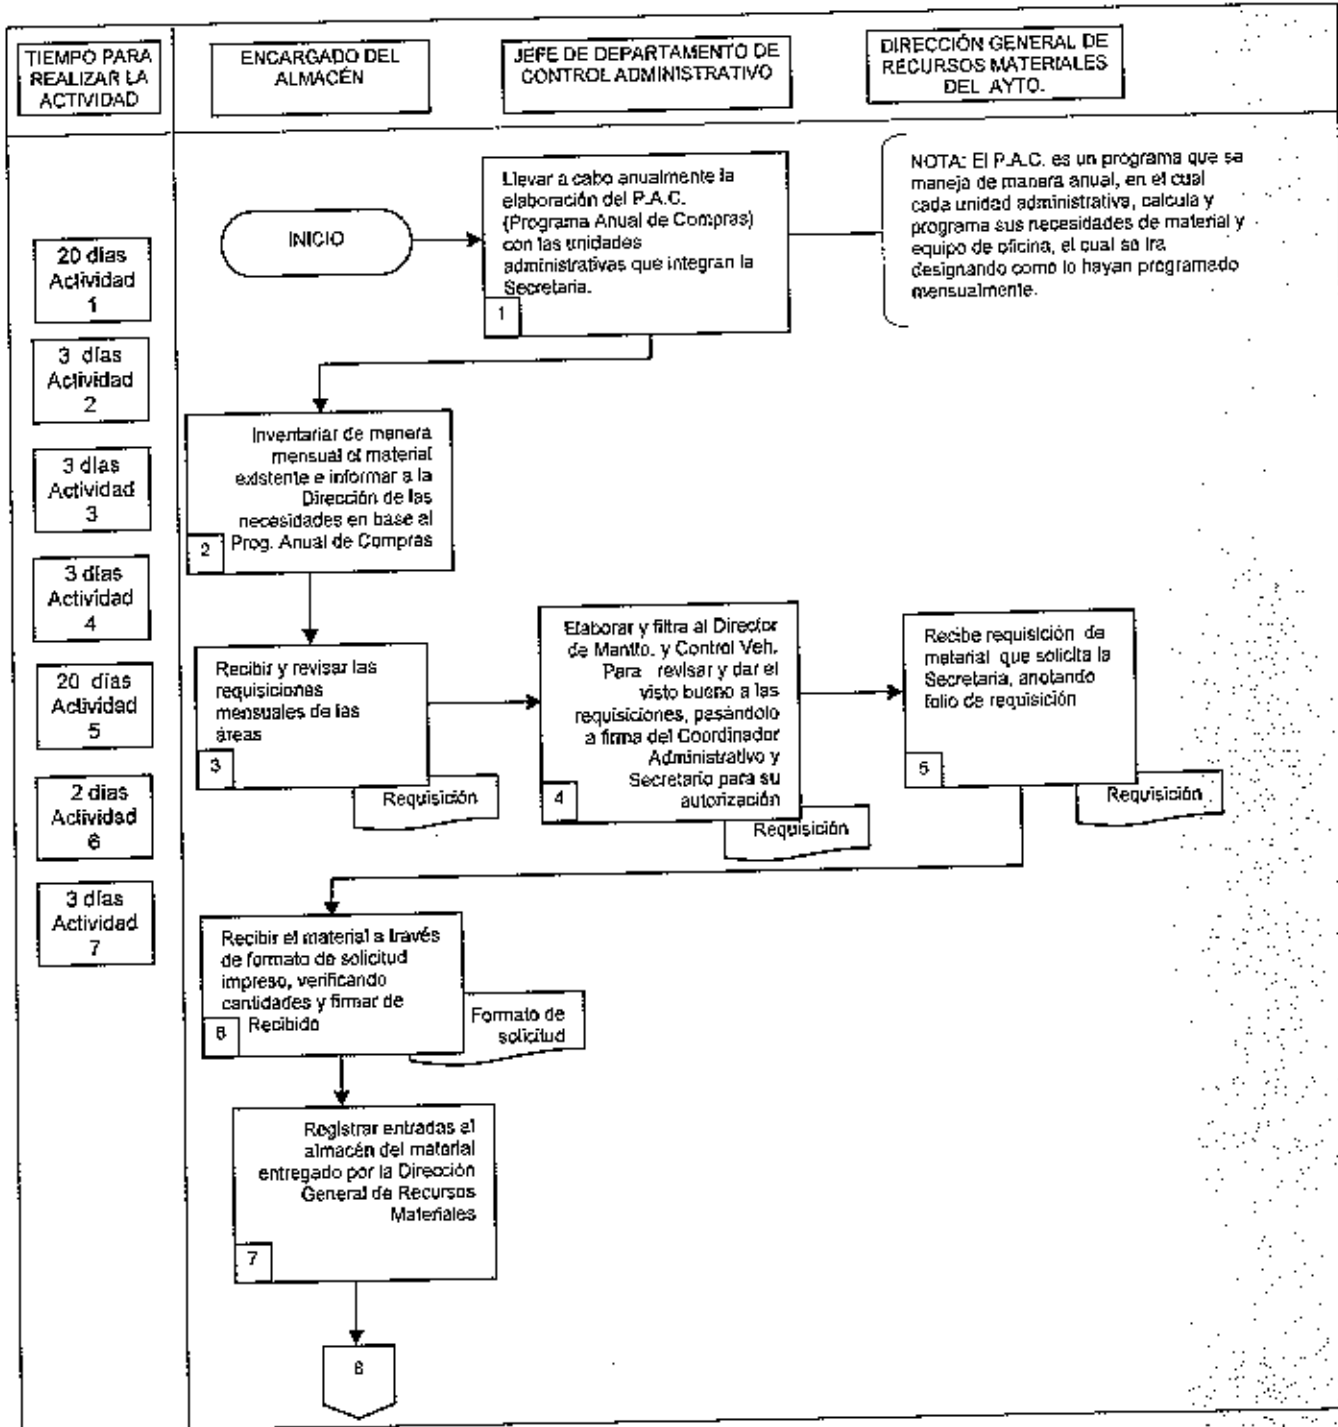 TIEMPO PARA
REALIZAR LA
ACTIVIDAD
ENCARGADO DEL
ALMACÉN
JEFE DE DEPARTAMENTO DE
CONTROL ADMINISTRATIVO
DIRECCIÓN GENERAL DE
RECURSOS MATERIALES
DEL AYTO.
20 días
Actividad
1
3 días
Actividad
2
3 días
Actividad
3
3 días
Actividad
4
20 días
Actividad
5
2 días
Actividad
6
3 días
Actividad
7
INICIO
Llevar a cabo anualmente la
elaboración del P.A.C.
(Programa Anual de Compras)
con las unidades
administrativas que integran la
Secretaria.
1
NOTA: El P.A.C. es un programa que se
maneja de manera anual, en el cual
cada unidad administrativa, calcula y
programa sus necesidades de material y
equipo de oficina, el cual se ira
designando como lo hayan programado
mensualmente.
Inventariar de manera
mensual el material
existente e informar a la
Dirección de las
necesidades en base al
Prog. Anual de Compras
2
Recibir y revisar las
requisiciones
mensuales de las
áreas
3
Requisición
Elaborar y filtra al Director
de Mantto. y Control Veh.
Para revisar y dar el
visto bueno a las
requisiciones, pasándolo
a firma del Coordinador
Administrativo y
Secretario para su
autorización
4
Requisición
Recibe requisición de
material que solicita la
Secretaria, anotando
folio de requisición
5
Requisición
Recibir el material a través
de formato de solicitud
impreso, verificando
cantidades y firmar de
Recibido
6
Formato de
solicitud
Registrar entradas al
almacén del material
entregado por la Dirección
General de Recursos
Materiales
7
8